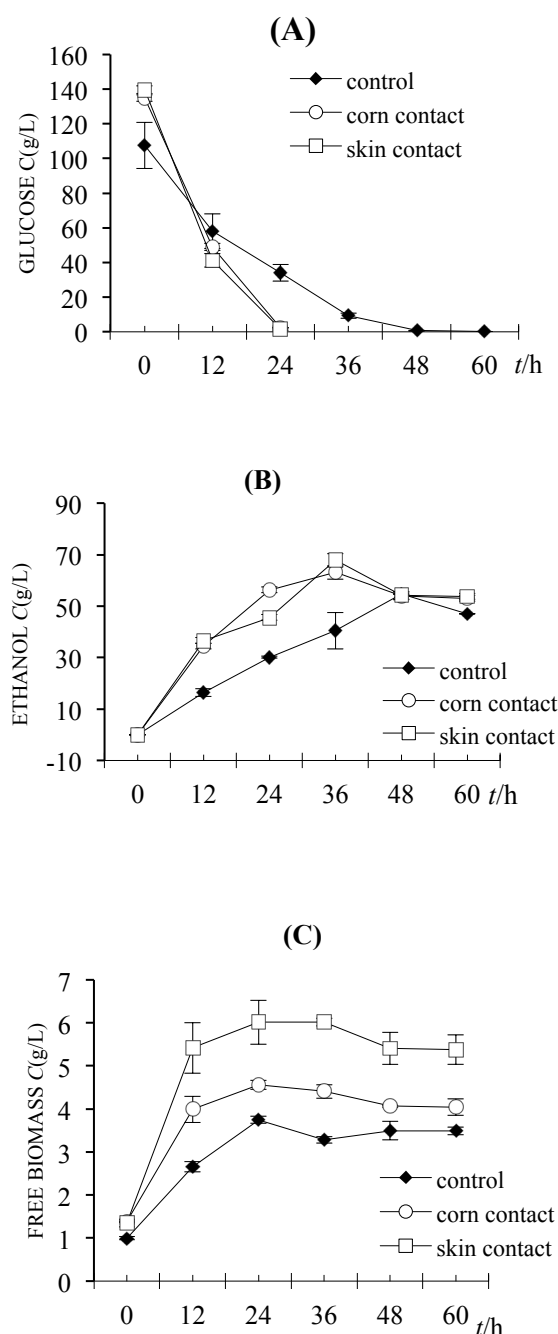 (A)
GLUCOSE C(g/L)
160
140
120
100
80
60
40
20
0
control
corn contact
skin contact
0 12 24 36 48 60 t/h
(B)
ETHANOL C(g/L)
90
70
50
30
10
-10
control
corn contact
skin contact
0 12 24 36 48 60 t/h
(C)
FREE BIOMASS C(g/L)
7
6
5
4
3
2
1
0
control
corn contact
skin contact
0 12 24 36 48 60
t/h